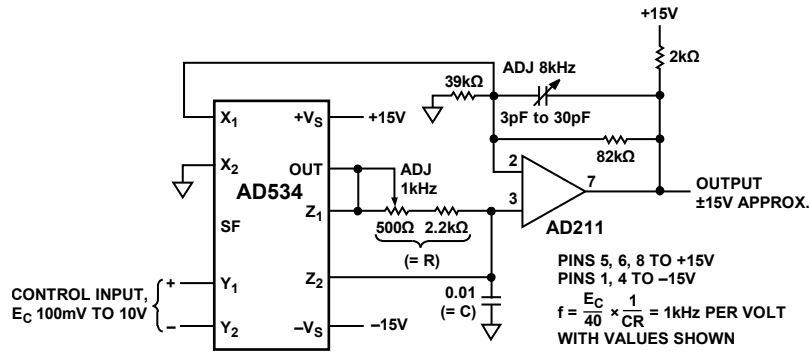 +15V
2kΩ
39kΩ
ADJ 8kHz
3pF to 30pF
82kΩ
X1
+VS
+15V
X2
OUT
ADJ
1kHz
AD534
Z1
500Ω
2.2kΩ
(= R)
SF
2
3
7
AD211
OUTPUT
±15V APPROX.
Z2
0.01
(= C)
CONTROL INPUT,
EC 100mV TO 10V
+
Y1
–
Y2
–VS
–15V
PINS 5, 6, 8 TO +15V
PINS 1, 4 TO –15V
f = EC/40 × 1/CR = 1kHz PER VOLT
WITH VALUES SHOWN